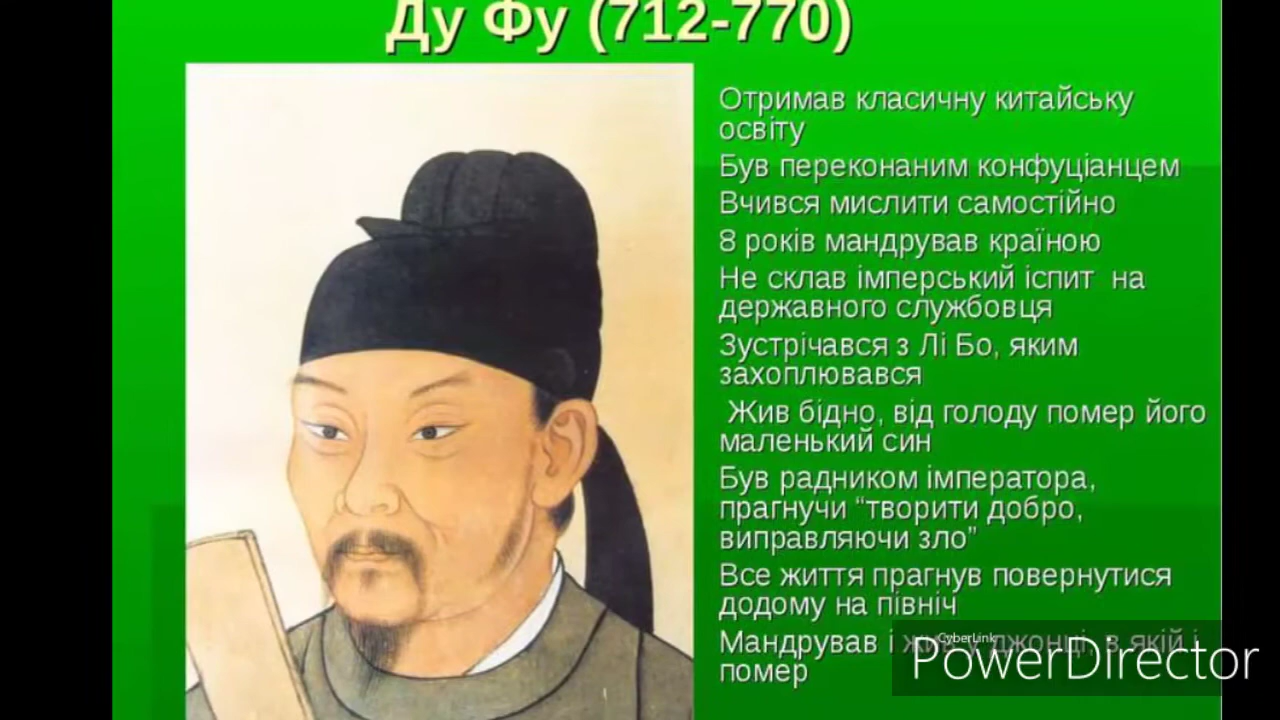 Ду Фу (712-770)
Отримав класичну китайську
освіту
Був переконаним конфуціанцем
Вчився мислити самостійно
8 років мандрував країною
Не склав імперський іспит на
державного службовця
Зустрічався з Лі Бо, яким
захоплювався
Жив бідно, від голоду помер його
маленький син
Був радником імператора,
прагнучи “творити добро,
виправляючи зло”
Все життя прагнув повернутися
додому на північ
Мандрував і жив у джонці, в якій і
помер
CyberLink
PowerDirector